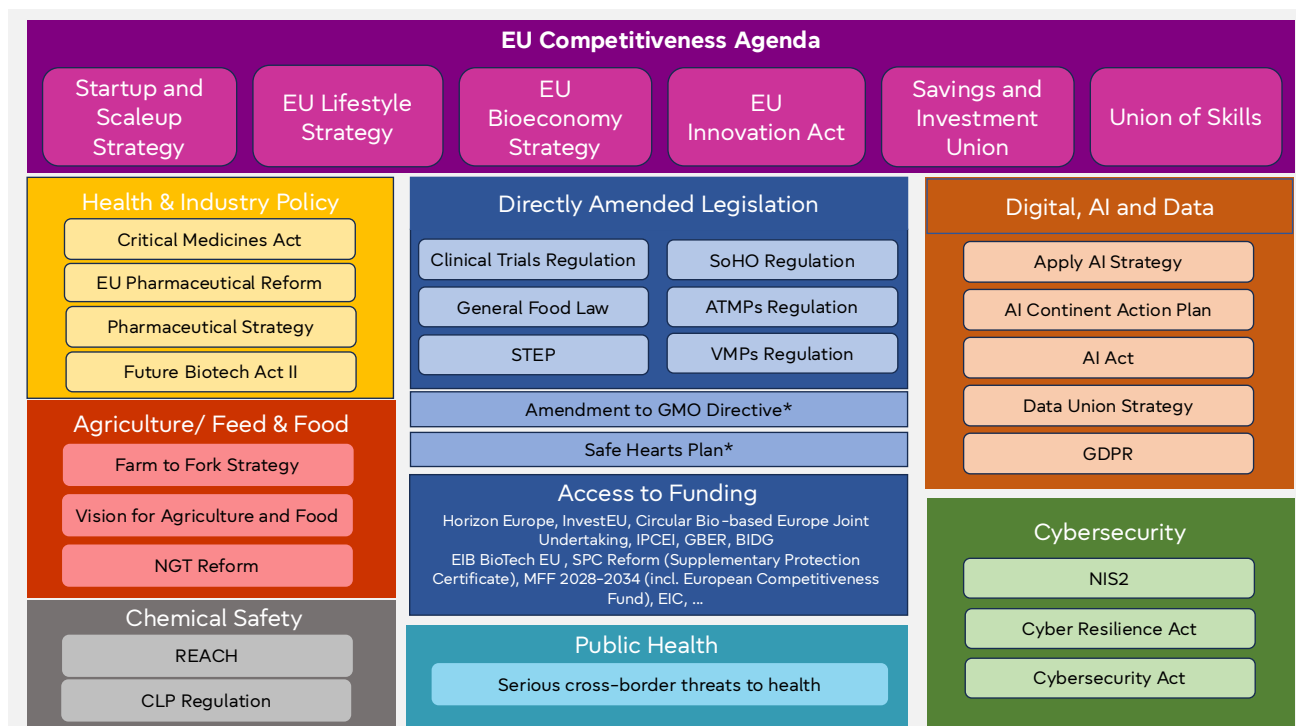 EU Competitiveness Agenda
Startup and
Scaleup
Strategy
EU Lifestyle
Strategy
EU
Bioeconomy
Strategy
EU
Innovation Act
Savings and
Investment
Union
Union of Skills
Health & Industry Policy
Critical Medicines Act
EU Pharmaceutical Reform
Pharmaceutical Strategy
Future Biotech Act II
Agriculture/ Feed & Food
Farm to Fork Strategy
Vision for Agriculture and Food
NGT Reform
Chemical Safety
REACH
CLP Regulation
Directly Amended Legislation
Clinical Trials Regulation
SoHO Regulation
General Food Law
ATMPs Regulation
STEP
VMPs Regulation
Amendment to GMO Directive*
Safe Hearts Plan*
Access to Funding
Horizon Europe, InvestEU, Circular Bio-based Europe Joint
Undertaking, IPCEI, GBER, BIDG
EIB BioTech EU , SPC Reform (Supplementary Protection
Certificate), MFF 2028-2034 (incl. European Competitiveness
Fund), EIC, ...
Public Health
Serious cross-border threats to health
Digital, AI and Data
Apply AI Strategy
AI Continent Action Plan
AI Act
Data Union Strategy
GDPR
Cybersecurity
NIS2
Cyber Resilience Act
Cybersecurity Act